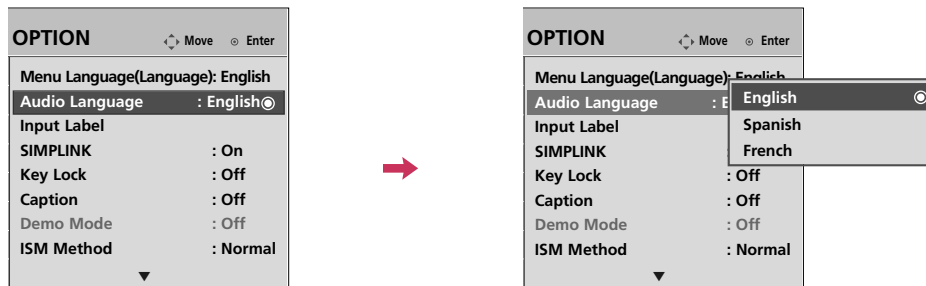 OPTION Move Enter
Menu Language(Language): English
Audio Language : English
Input Label
SIMPLINK : On
Key Lock : Off
Caption : Off
Demo Mode : Off
ISM Method : Normal
OPTION Move Enter
Menu Language(Language): English
Audio Language : E
Input Label
SIMPLINK :
Key Lock : Off
Caption : Off
Demo Mode : Off
ISM Method : Normal
English
Spanish
French